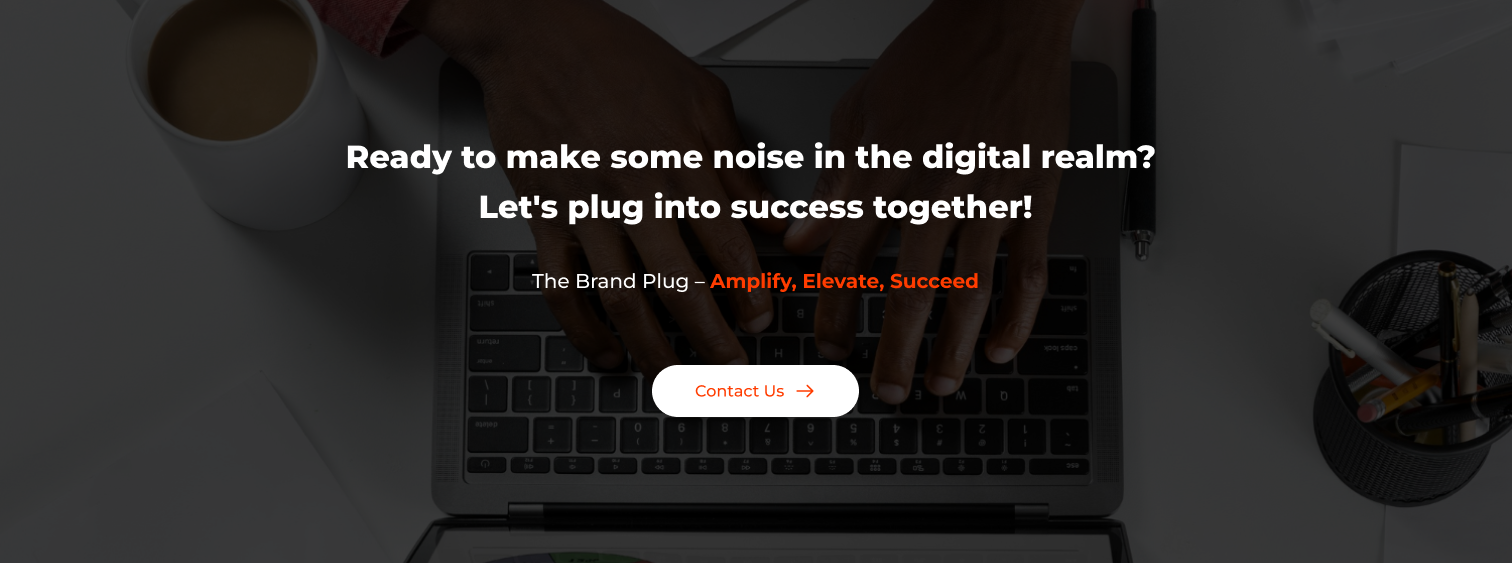 Ready to make some noise in the digital realm?
Let's plug into success together!
The Brand Plug – Amplify, Elevate, Succeed
Contact Us